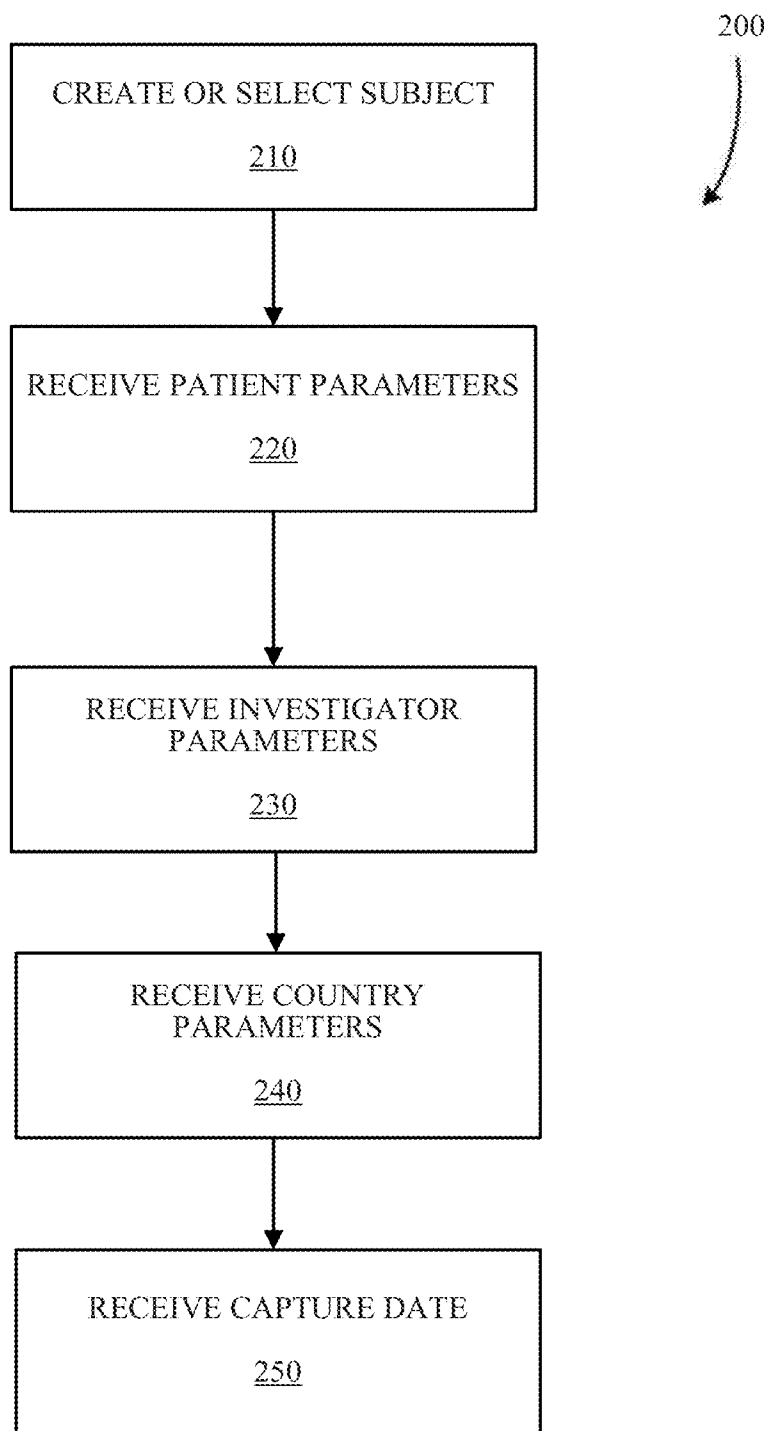 200
CREATE OR SELECT SUBJECT
210
RECEIVE PATIENT PARAMETERS
220
RECEIVE INVESTIGATOR
PARAMETERS
230
RECEIVE COUNTRY
PARAMETERS
240
RECEIVE CAPTURE DATE
250